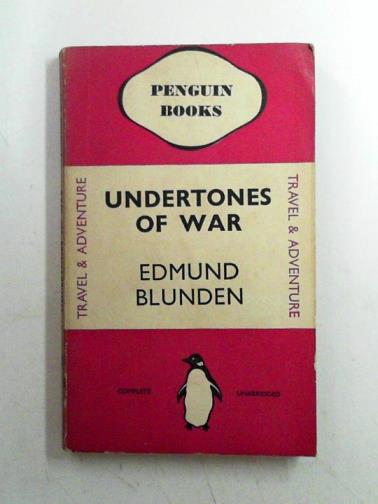 PENGUIN
BOOKS
TRAVEL & ADVENTURE
UNDERTONES
OF WAR
EDMUND
BLUNDEN
TRAVEL & ADVENTURE
COMPLETE
UNABRIDGED